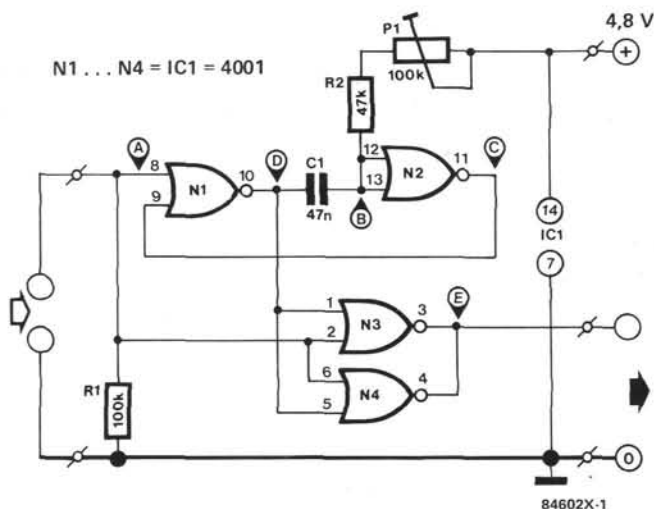 4,8 V
P1
N1 . . . N4 = IC1 = 4001
+
100k
R2
47k
A
D
C1
12
C
8
10
11
N1
N2
9
13
47n
B
14
IC1
E
7
1
3
N3
2
6
4
N4
R1
100k
5
0
84602X-1